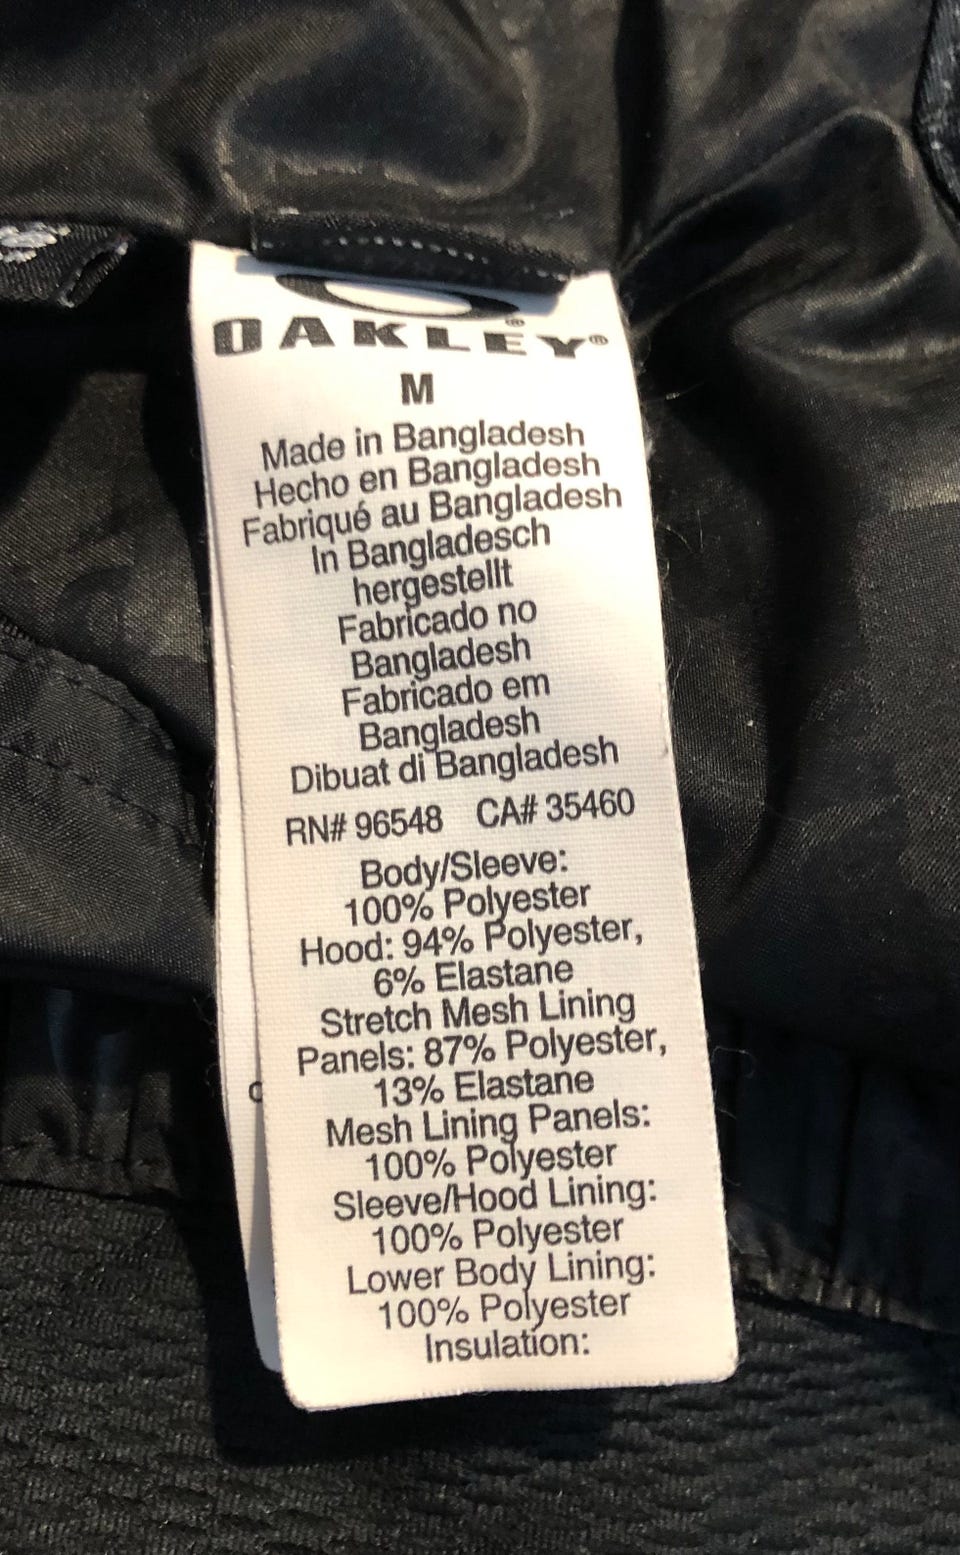 OAKLEY®
M
Made in Bangladesh
Hecho en Bangladesh
Fabriqué au Bangladesh
In Bangladesch
hergestellt
Fabricado no
Bangladesh
Fabricado em
Bangladesh
Dibuat di Bangladesh
RN# 96548 CA# 35460
Body/Sleeve:
100% Polyester
Hood: 94% Polyester,
6% Elastane
Stretch Mesh Lining
Panels: 87% Polyester,
13% Elastane
Mesh Lining Panels:
100% Polyester
Sleeve/Hood Lining:
100% Polyester
Lower Body Lining:
100% Polyester
Insulation: